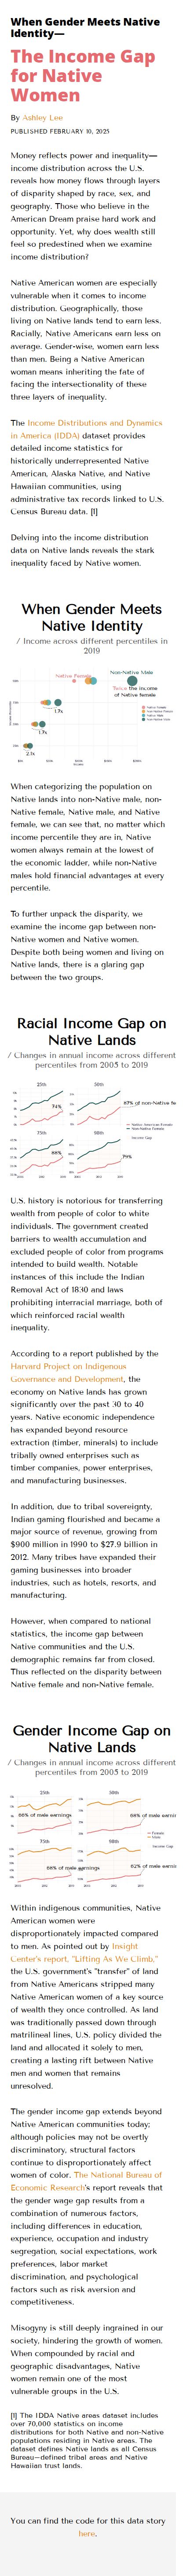 When Gender Meets Native
Identity—
The Income Gap
for Native
Women
By Ashley Lee
PUBLISHED FEBRUARY 10, 2025
Money reflects power and inequality—
income distribution across the U.S.
reveals how money flows through layers
of disparity shaped by race, sex, and
geography. Those who believe in the
American Dream praise hard work and
opportunity. Yet, why does wealth still
feel so predestined when we examine
income distribution?
Native American women are especially
vulnerable when it comes to income
distribution. Geographically, those
living on Native lands tend to earn less.
Racially, Native Americans earn less on
average. Gender-wise, women earn less
than men. Being a Native American
woman means inheriting the fate of
facing the intersectionality of these
three layers of inequality.
The Income Distributions and Dynamics
in America (IDDA) dataset provides
detailed income statistics for
historically underrepresented Native
American, Alaska Native, and Native
Hawaiian communities, using
administrative tax records linked to U.S.
Census Bureau data. [1]
Delving into the income distribution
data on Native lands reveals the stark
inequality faced by Native women.
When Gender Meets
Native Identity
/ Income across different percentiles in
2019
Native Female
Non-Native Male
Twice the income
of Native female
1.7x
1.7x
2.1x
When categorizing the population on
Native lands into non-Native male, non-
Native female, Native male, and Native
female, we can see that, no matter which
income percentile they are in, Native
women always remain at the lowest of
the economic ladder, while non-Native
males hold financial advantages at every
percentile.
To further unpack the disparity, we
examine the income gap between non-
Native women and Native women.
Despite both being women and living on
Native lands, there is a glaring gap
between the two groups.
Racial Income Gap on
Native Lands
/ Changes in annual income across different
percentiles from 2005 to 2019
25th
50th
74%
87% of non-Native fe
75th
98th
88%
79%
Native American Female
Non-Native Female
Income Gap
U.S. history is notorious for transferring
wealth from people of color to white
individuals. The government created
barriers to wealth accumulation and
excluded people of color from programs
intended to build wealth. Notable
instances of this include the Indian
Removal Act of 1830 and laws
prohibiting interracial marriage, both of
which reinforced racial wealth
inequality.
According to a report published by the
Harvard Project on Indigenous
Governance and Development, the
economy on Native lands has grown
significantly over the past 30 to 40
years. Native economic independence
has expanded beyond resource
extraction (timber, minerals) to include
tribally owned enterprises such as
timber companies, power enterprises,
and manufacturing businesses.
In addition, due to tribal sovereignty,
Indian gaming flourished and became a
major source of revenue, growing from
$900 million in 1990 to $27.9 billion in
2012. Many tribes have expanded their
gaming businesses into broader
industries, such as hotels, resorts, and
manufacturing.
However, when compared to national
statistics, the income gap between
Native communities and the U.S.
demographic remains far from closed.
Thus reflected on the disparity between
Native female and non-Native female.
Gender Income Gap on
Native Lands
/ Changes in annual income across different
percentiles from 2005 to 2019
25th
50th
66% of male earnings
68% of male earnin
75th
98th
68% of male earnings
62% of male earnin
Female
Male
Income Gap
Within indigenous communities, Native
American women were
disproportionately impacted compared
to men. As pointed out by Insight
Center's report, "Lifting As We Climb,"
the U.S. government's "transfer" of land
from Native Americans stripped many
Native American women of a key source
of wealth they once controlled. As land
was traditionally passed down through
matrilineal lines, U.S. policy divided the
land and allocated it solely to men,
creating a lasting rift between Native
men and women that remains
unresolved.
The gender income gap extends beyond
Native American communities today;
although policies may not be overtly
discriminatory, structural factors
continue to disproportionately affect
women of color. The National Bureau of
Economic Research's report reveals that
the gender wage gap results from a
combination of numerous factors,
including differences in education,
experience, occupation and industry
segregation, social expectations, work
preferences, labor market
discrimination, and psychological
factors such as risk aversion and
competitiveness.
Misogyny is still deeply ingrained in our
society, hindering the growth of women.
When compounded by racial and
geographic disadvantages, Native
women remain one of the most
vulnerable groups in the U.S.
[1] The IDDA Native areas dataset includes
over 70,000 statistics on income
distributions for both Native and non-Native
populations residing in Native areas. The
dataset defines Native lands as all Census
Bureau–defined tribal areas and Native
Hawaiian trust lands.
You can find the code for this data story
here.